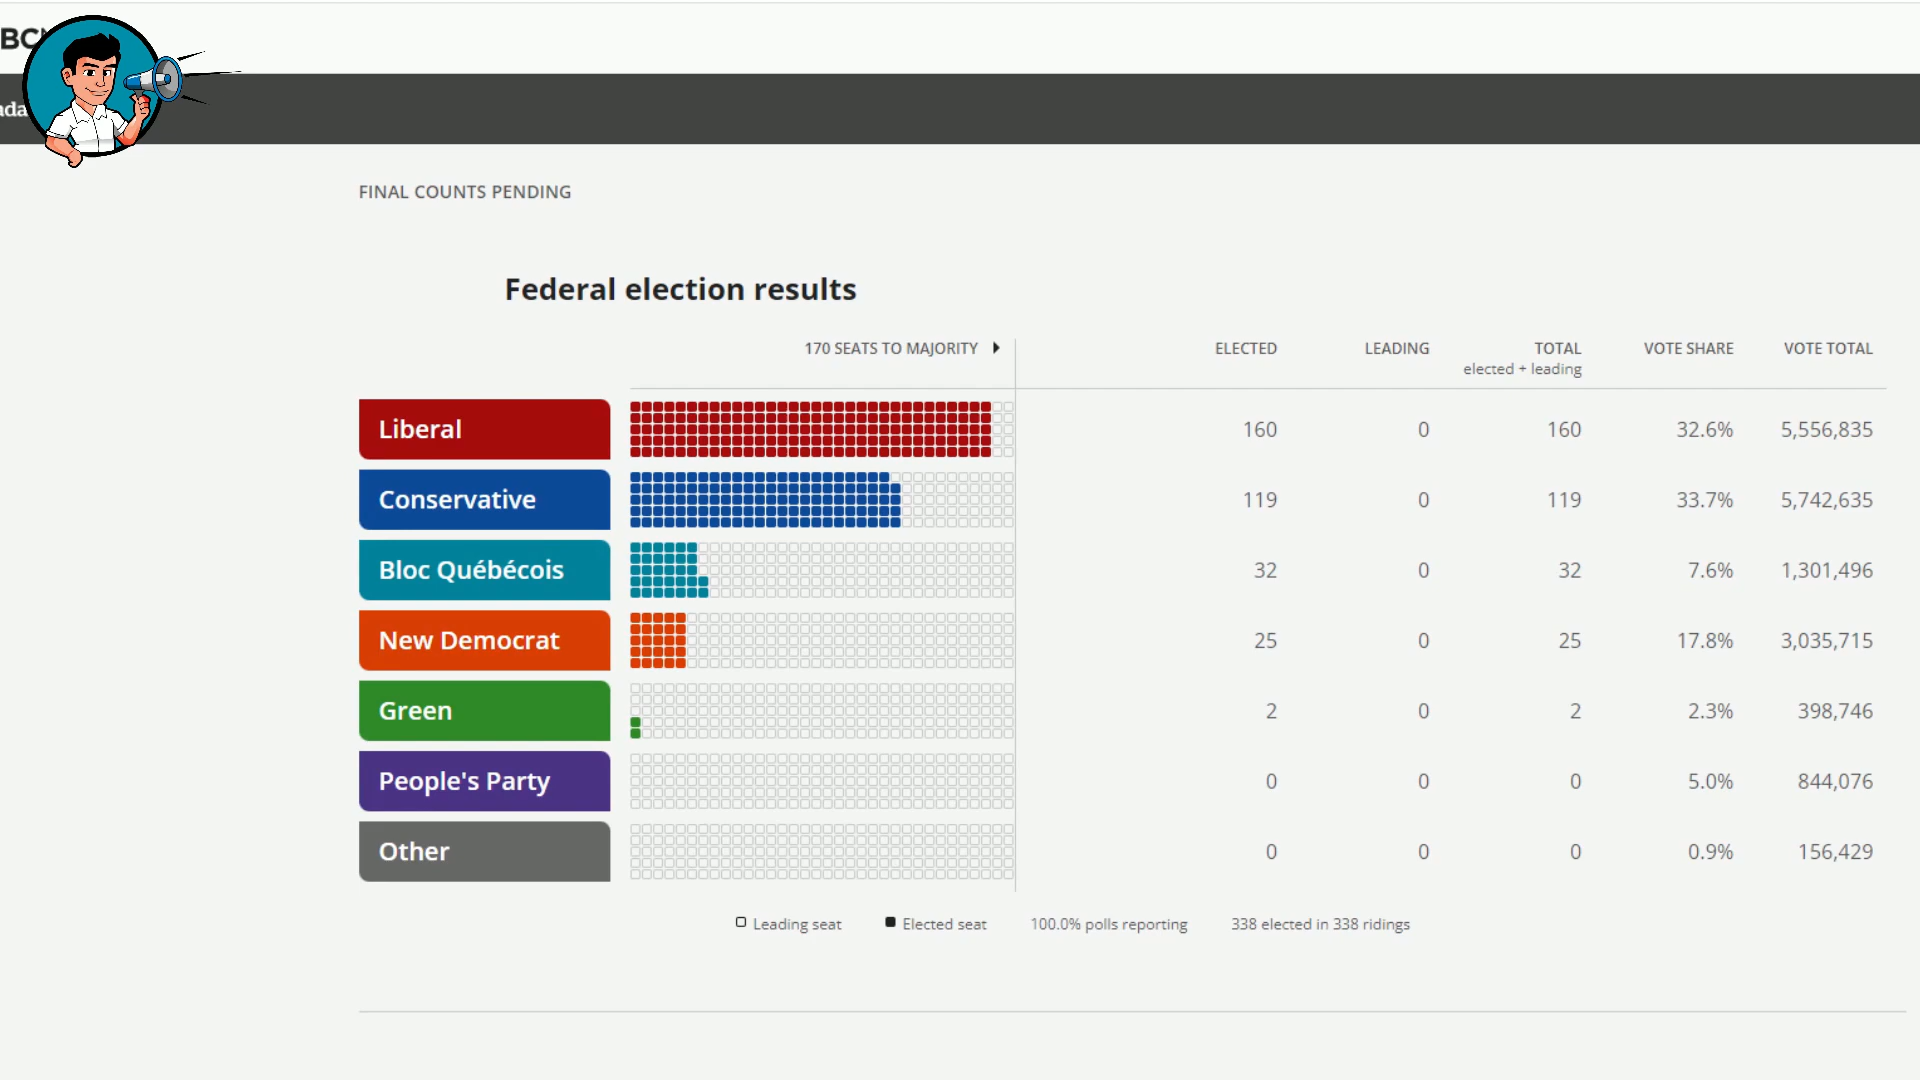 BC
ada
FINAL COUNTS PENDING
Federal election results
170 SEATS TO MAJORITY ELECTED LEADING TOTAL VOTE SHARE VOTE TOTAL
elected + leading
Liberal 160 0 160 32.6% 5,556,835
Conservative 119 0 119 33.7% 5,742,635
Bloc Québécois 32 0 32 7.6% 1,301,496
New Democrat 25 0 25 17.8% 3,035,715
Green 2 0 2 2.3% 398,746
People's Party 0 0 0 5.0% 844,076
Other 0 0 0 0.9% 156,429
Leading seat Elected seat 100.0% polls reporting 338 elected in 338 ridings